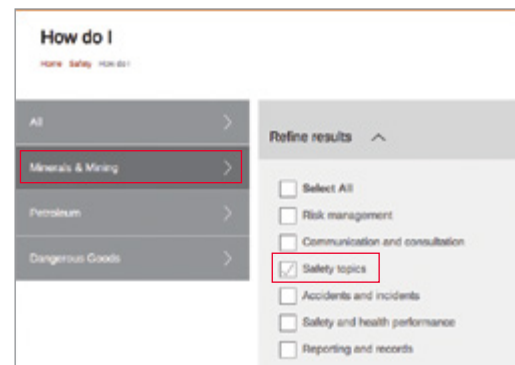 How do I
Home Safety How do I
All
Minerals & Mining
Petroleum
Dangerous Goods
Refine results
Select All
Risk management
Communication and consultation
Safety topics
Accidents and incidents
Safety and health performance
Reporting and records